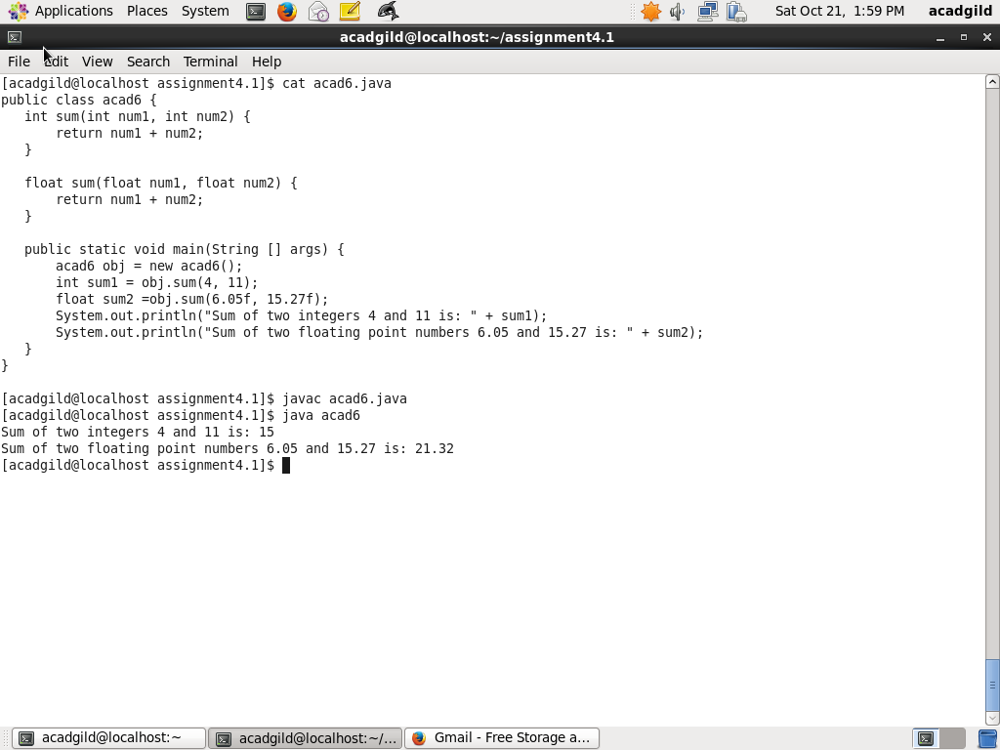 Applications Places System Sat Oct 21, 1:59 PM acadgild
acadgild@localhost:~/assignment4.1
File Edit View Search Terminal Help
[acadgild@localhost assignment4.1]$ cat acad6.java
public class acad6 {
   int sum(int num1, int num2) {
       return num1 + num2;
   }

   float sum(float num1, float num2) {
       return num1 + num2;
   }

   public static void main(String [] args) {
       acad6 obj = new acad6();
       int sum1 = obj.sum(4, 11);
       float sum2 =obj.sum(6.05f, 15.27f);
       System.out.println("Sum of two integers 4 and 11 is: " + sum1);
       System.out.println("Sum of two floating point numbers 6.05 and 15.27 is: " + sum2);
   }
}

[acadgild@localhost assignment4.1]$ javac acad6.java
[acadgild@localhost assignment4.1]$ java acad6
Sum of two integers 4 and 11 is: 15
Sum of two floating point numbers 6.05 and 15.27 is: 21.32
[acadgild@localhost assignment4.1]$
acadgild@localhost:~ acadgild@localhost:~/... Gmail - Free Storage a...